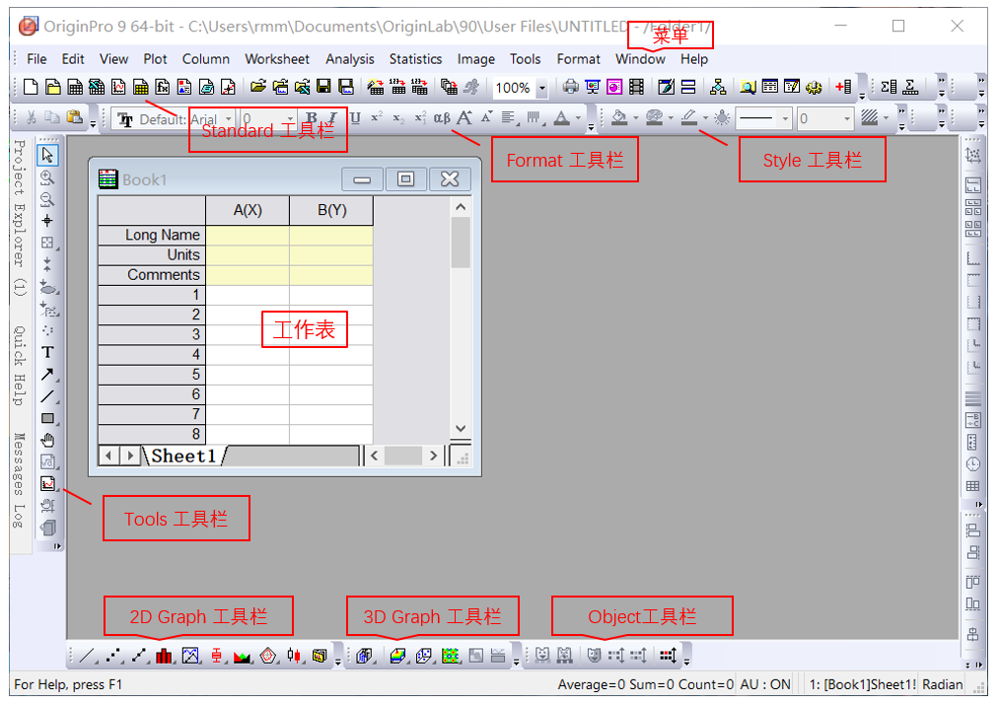 OriginPro 9 64-bit - C:\Users\rmm\Documents\OriginLab\90\User Files\UNTITLED - /Folder1/
菜单
File Edit View Plot Column Worksheet Analysis Statistics Image Tools Format Window Help
100%
Default: Arial 0 B I U x² x₂ αβ A A A 0
Standard 工具栏
Format 工具栏
Style 工具栏
Project Explorer (1)
Quick Help
Messages Log
T
Book1
A(X) B(Y)
Long Name
Units
Comments
1
2
3
4
5
6
7
8
工作表
Sheet1
Tools 工具栏
2D Graph 工具栏
3D Graph 工具栏
Object工具栏
For Help, press F1
Average=0 Sum=0 Count=0 AU : ON 1: [Book1]Sheet1! Radian